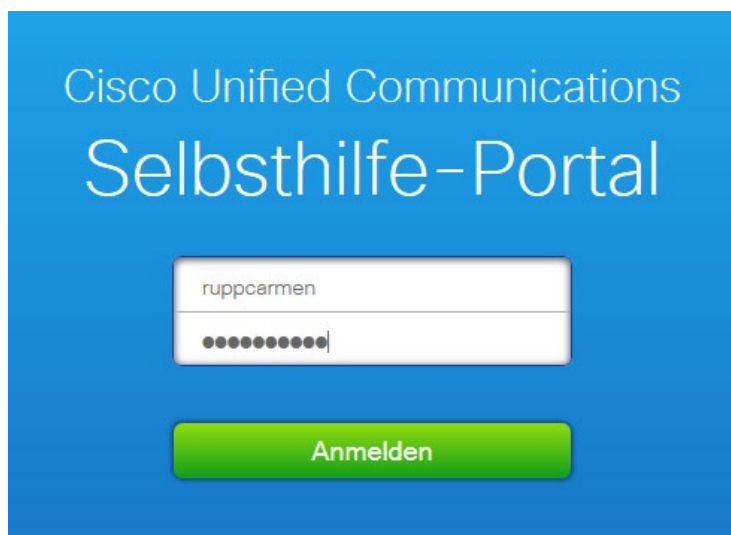 Cisco Unified Communications
Selbsthilfe-Portal
ruppcarmen
●●●●●●●●●●
Anmelden